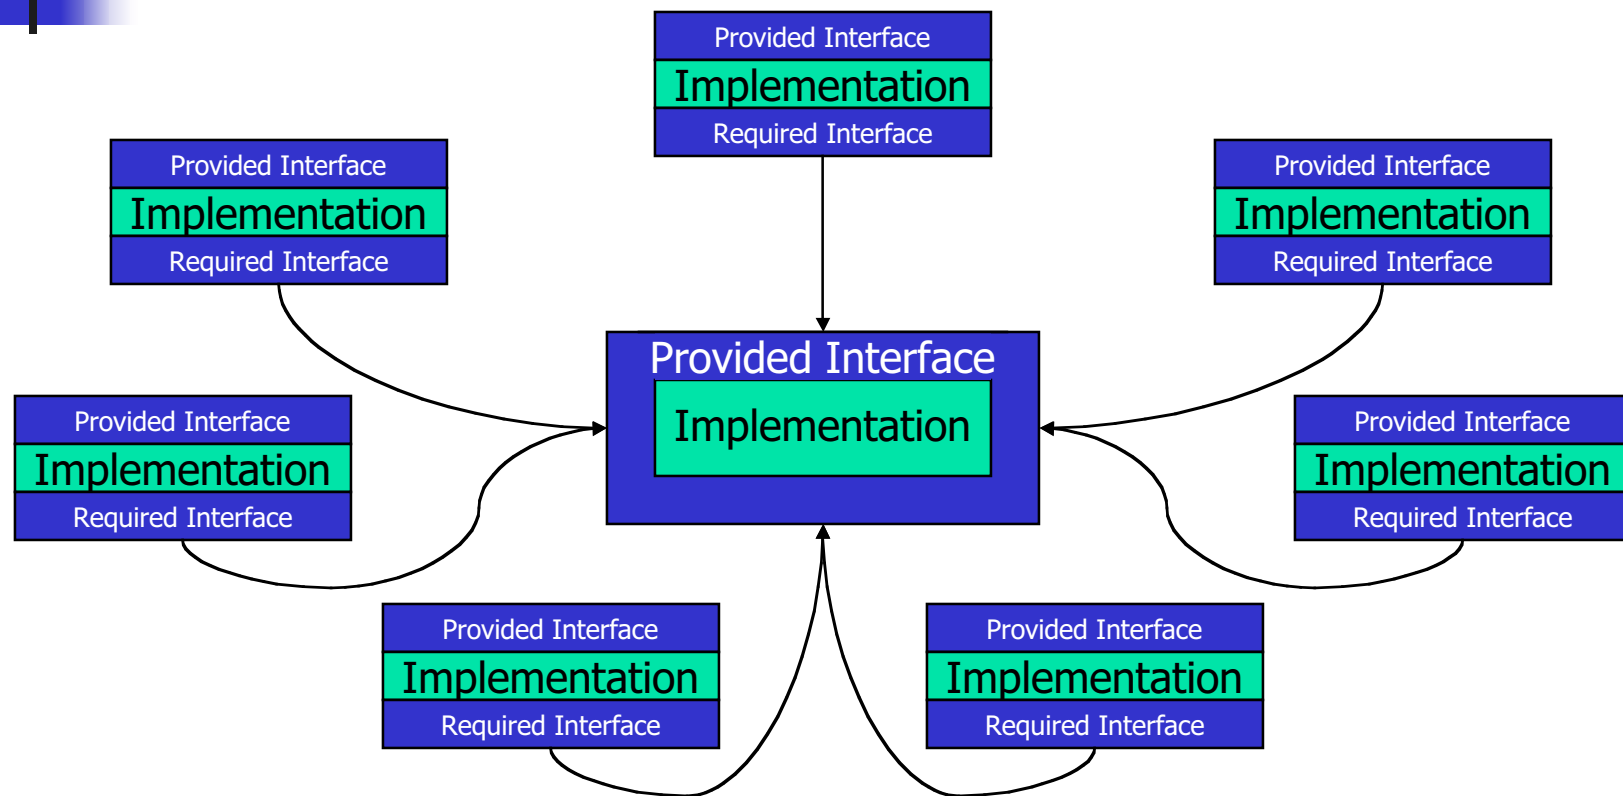 Provided Interface
Implementation
Required Interface
Provided Interface
Implementation
Required Interface
Provided Interface
Implementation
Required Interface
Provided Interface
Implementation
Provided Interface
Implementation
Required Interface
Provided Interface
Implementation
Required Interface
Provided Interface
Implementation
Required Interface
Provided Interface
Implementation
Required Interface